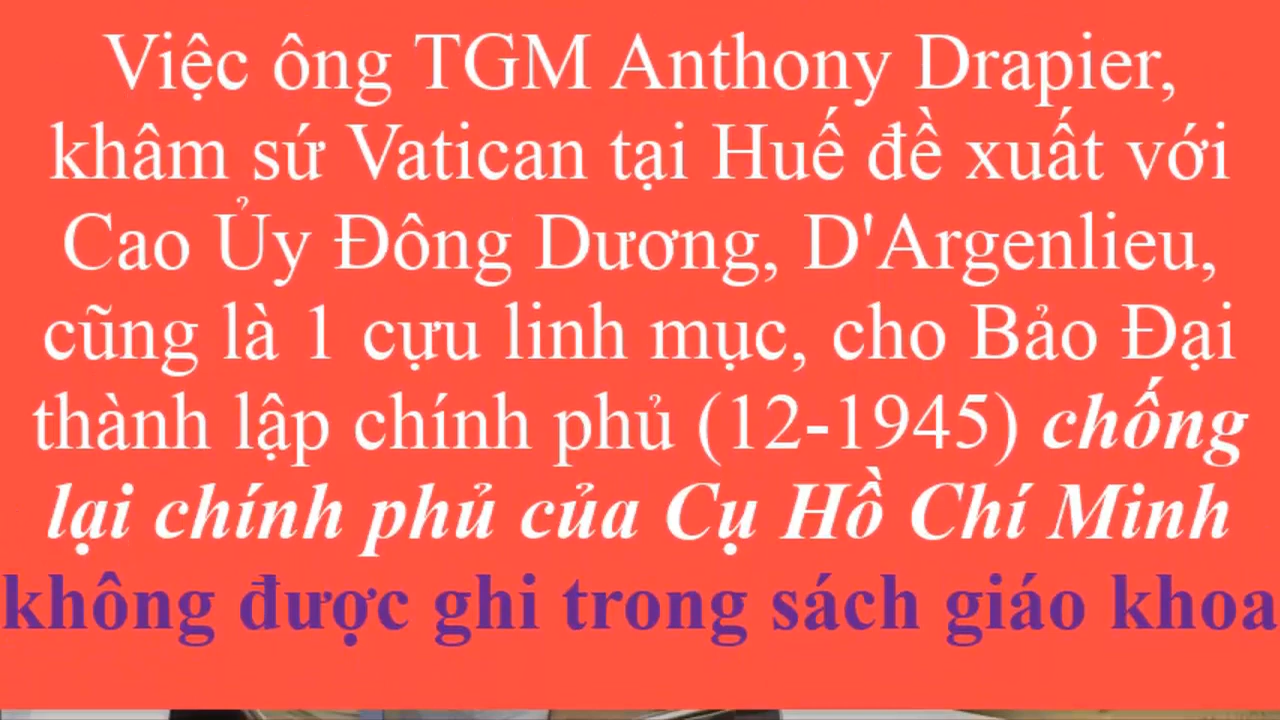 Việc ông TGM Anthony Drapier,
khâm sứ Vatican tại Huế đề xuất với
Cao Ủy Đông Dương, D'Argenlieu,
cũng là 1 cựu linh mục, cho Bảo Đại
thành lập chính phủ (12-1945) chống
lại chính phủ của Cụ Hồ Chí Minh
không được ghi trong sách giáo khoa